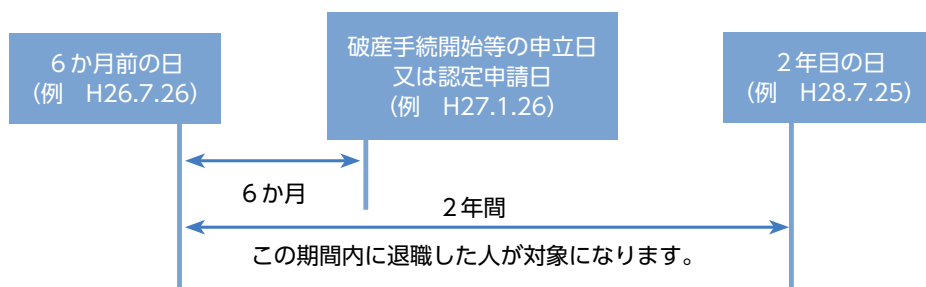 6か月前の日
(例　H26.7.26)
破産手続開始等の申立日
又は認定申請日
(例　H27.1.26)
2年目の日
(例　H28.7.25)
6か月
2年間
この期間内に退職した人が対象になります。